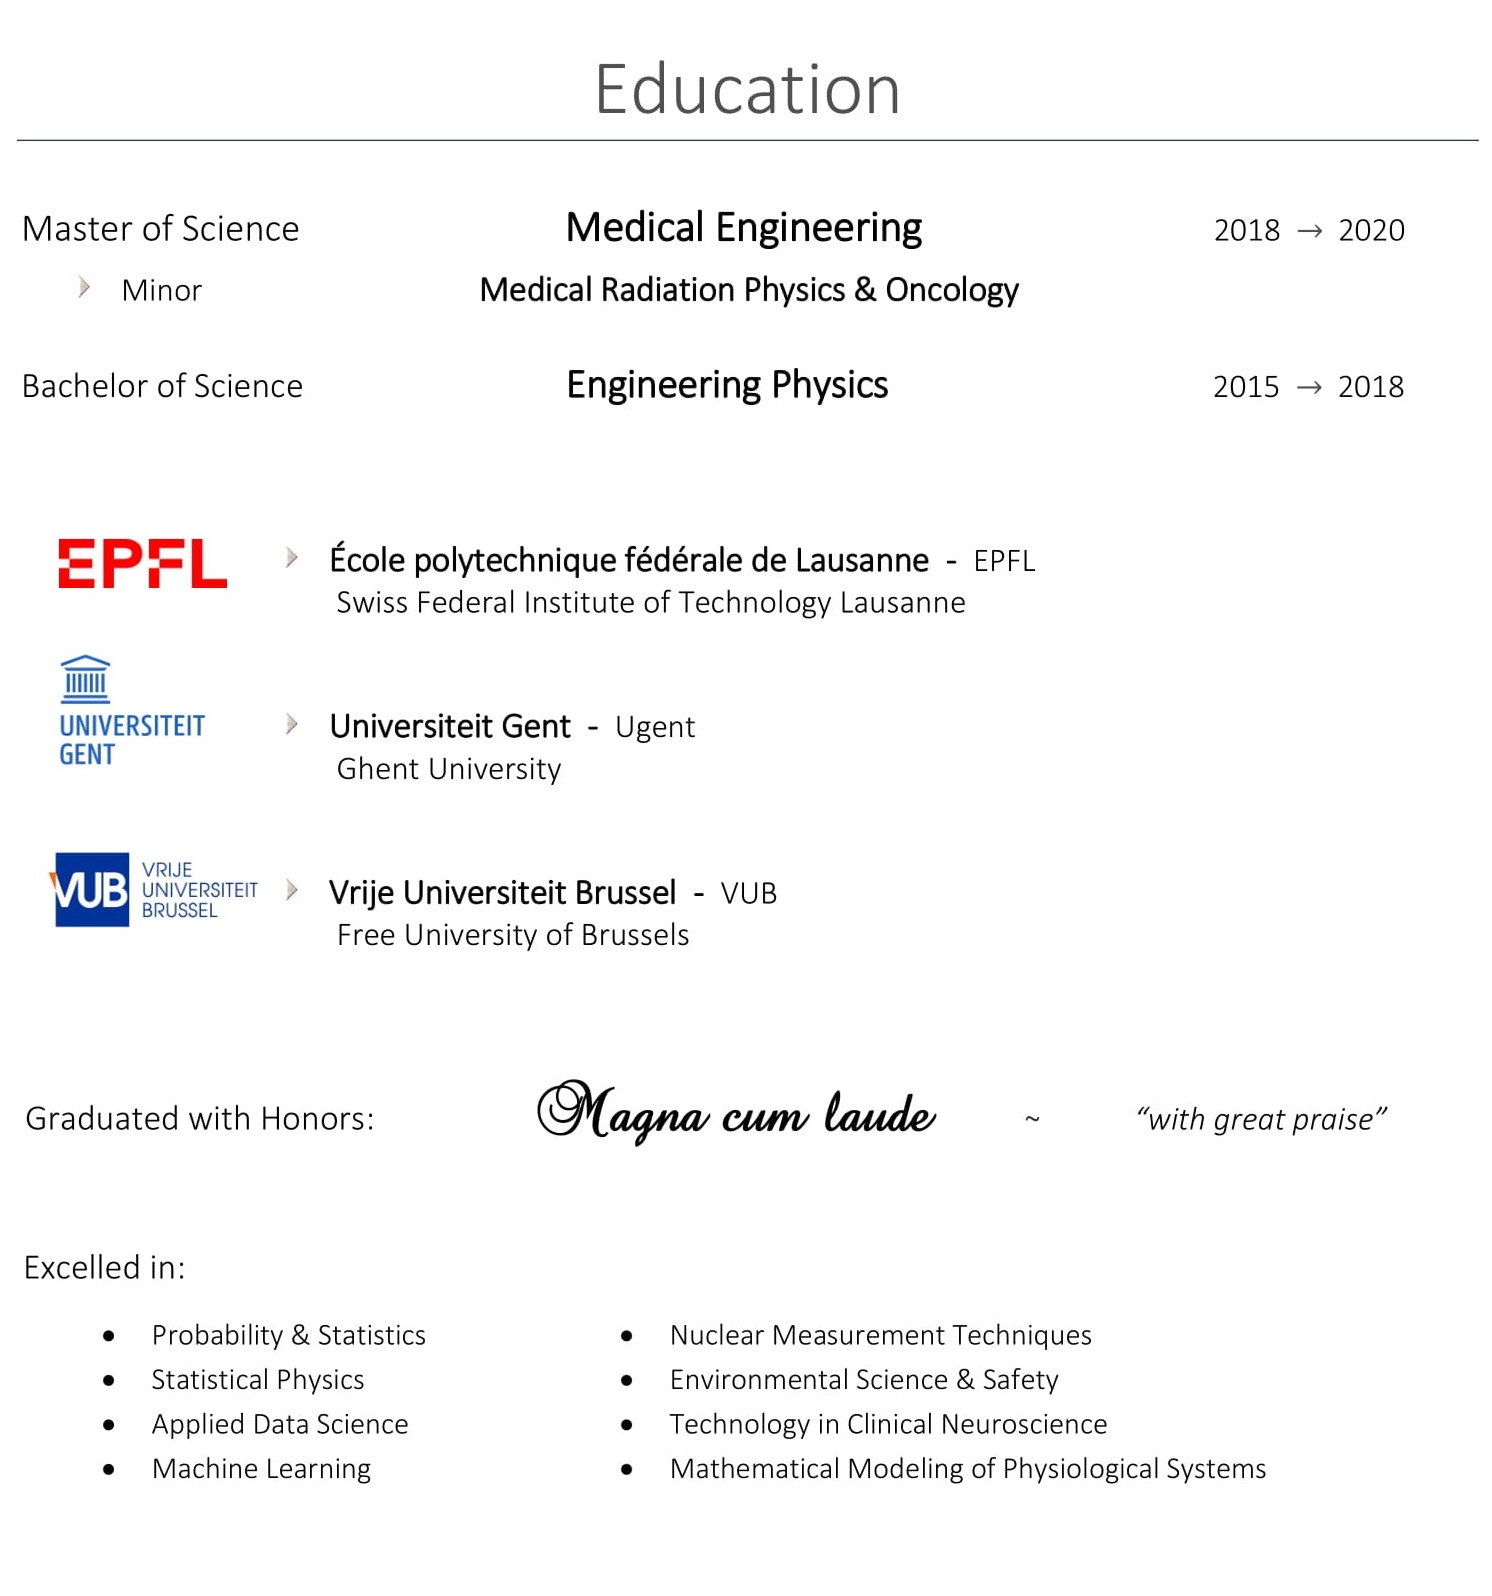 Education
Master of Science Medical Engineering 2018 → 2020
Minor Medical Radiation Physics & Oncology
Bachelor of Science Engineering Physics 2015 → 2018
EPFL École polytechnique fédérale de Lausanne - EPFL
Swiss Federal Institute of Technology Lausanne
UNIVERSITEIT
GENT
Universiteit Gent - Ugent
Ghent University
VUB
VRIJE
UNIVERSITEIT
BRUSSEL
Vrije Universiteit Brussel - VUB
Free University of Brussels
Graduated with Honors: Magna cum laude ~ “with great praise”
Excelled in:
• Probability & Statistics
• Statistical Physics
• Applied Data Science
• Machine Learning
• Nuclear Measurement Techniques
• Environmental Science & Safety
• Technology in Clinical Neuroscience
• Mathematical Modeling of Physiological Systems